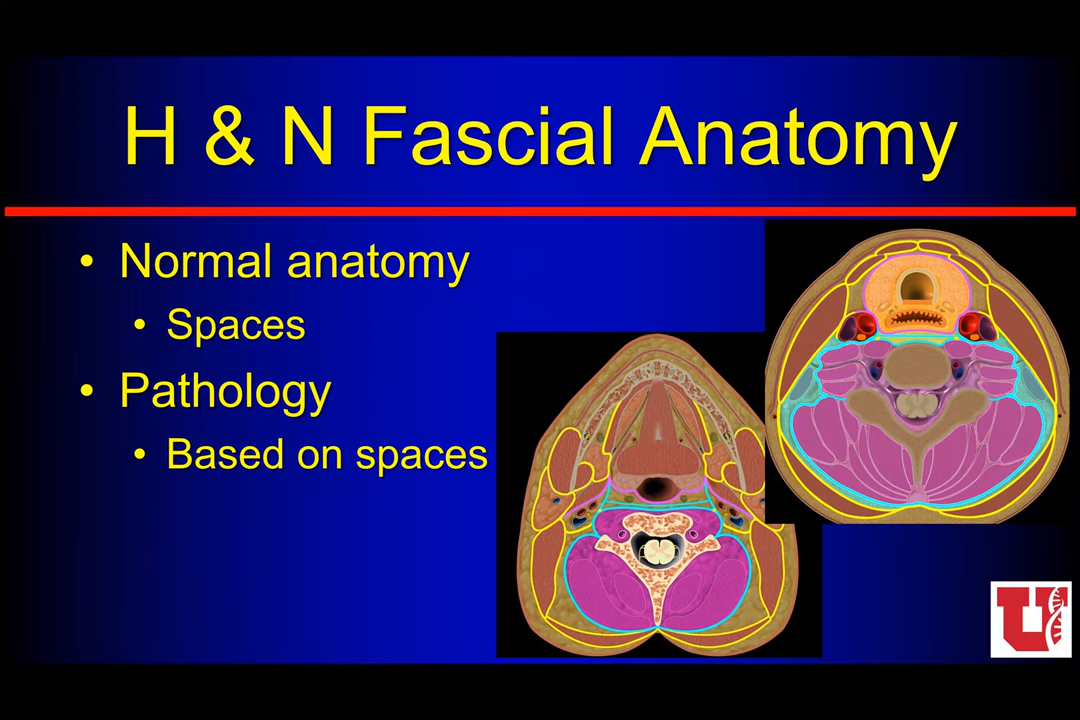 H & N Fascial Anatomy
• Normal anatomy
• Spaces
• Pathology
• Based on spaces
U